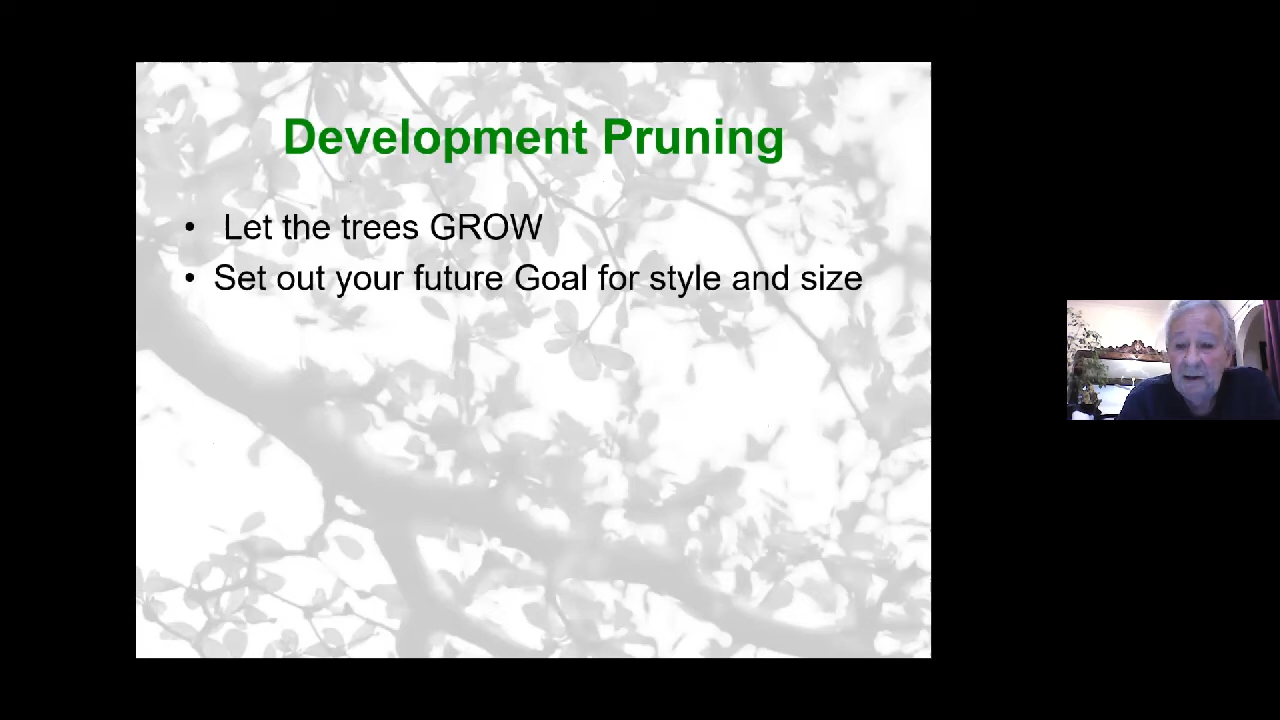 Development Pruning
• Let the trees GROW
• Set out your future Goal for style and size